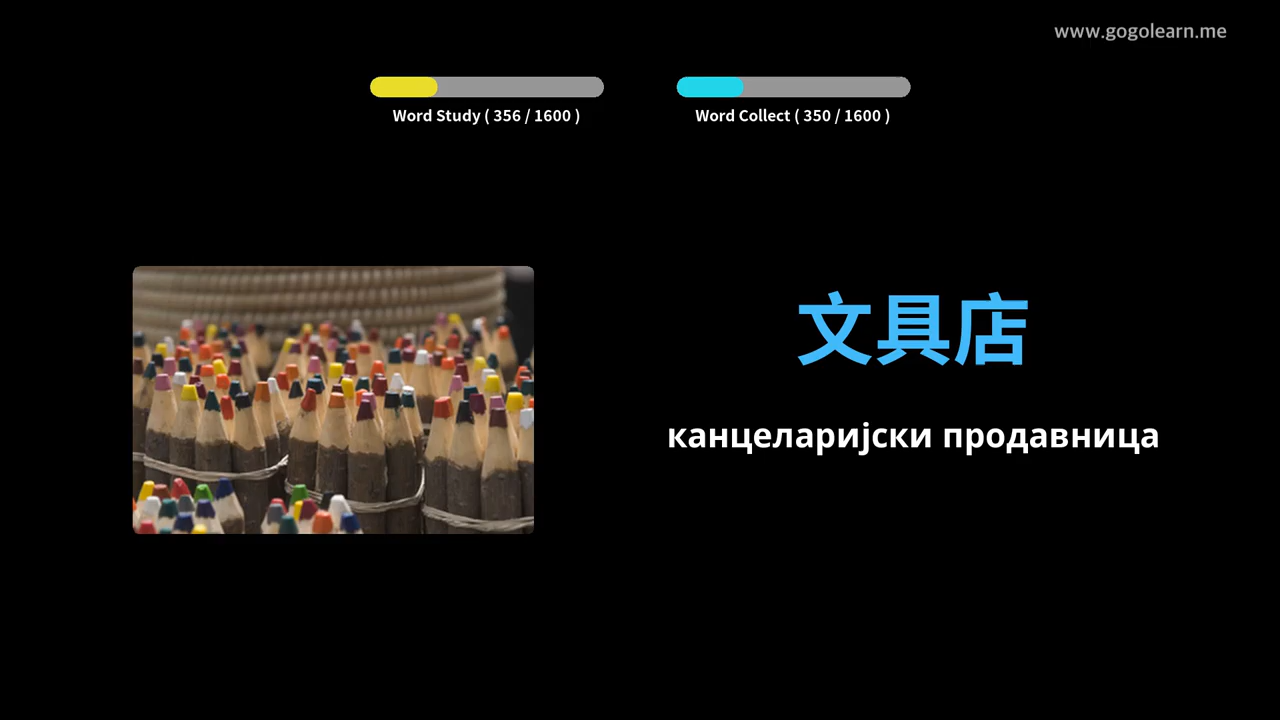 www.gogolearn.me
Word Study ( 356 / 1600 )
Word Collect ( 350 / 1600 )
文具店
канцеларијски продавница